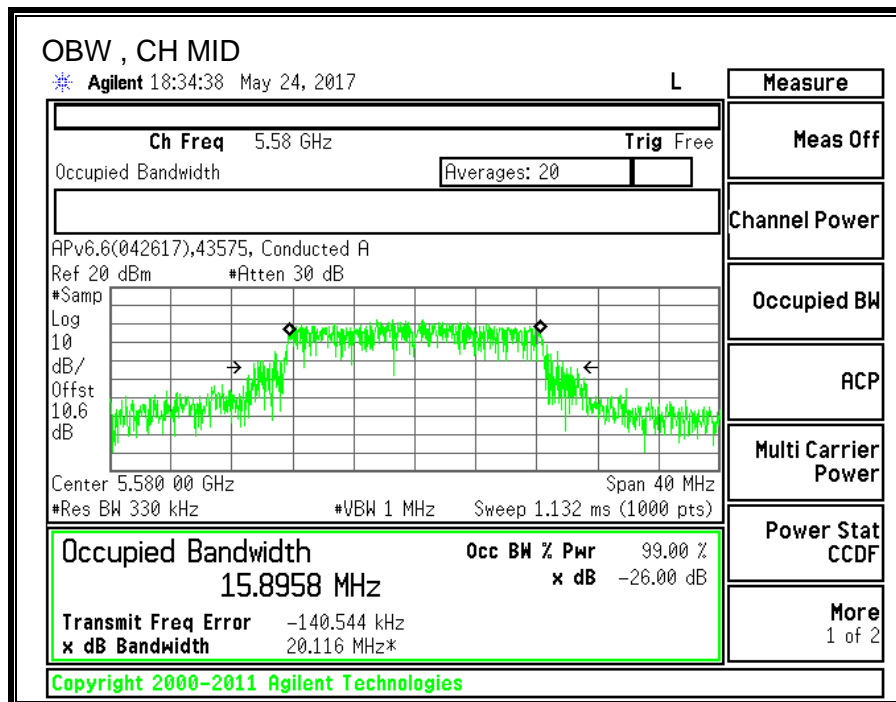 OBW , CH MID
Agilent 18:34:38 May 24, 2017 L
Measure
Ch Freq 5.58 GHz Trig Free
Occupied Bandwidth Averages: 20
APv6.6(042617),43575, Conducted A
Ref 20 dBm #Atten 30 dB
#Samp
Log
10
dB/
Offst
10.6
dB
Center 5.580 00 GHz Span 40 MHz
#Res BW 330 kHz #VBW 1 MHz Sweep 1.132 ms (1000 pts)
Occupied Bandwidth Occ BW % Pwr 99.00 %
15.8958 MHz x dB -26.00 dB
Transmit Freq Error -140.544 kHz
x dB Bandwidth 20.116 MHz*
Meas Off
Channel Power
Occupied BW
ACP
Multi Carrier
Power
Power Stat
CCDF
More
1 of 2
Copyright 2000-2011 Agilent Technologies